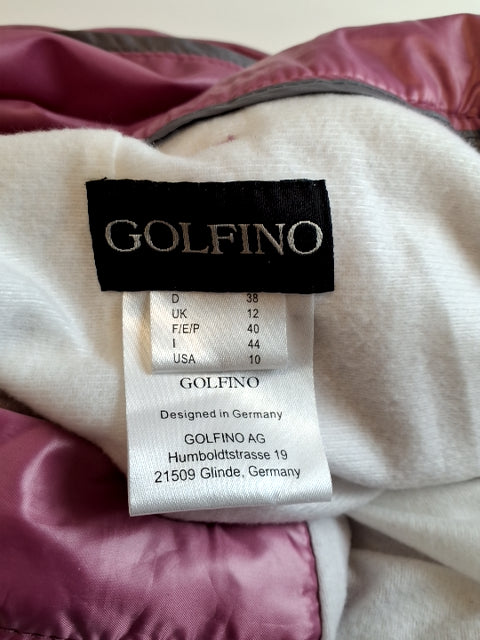 GOLFINO
D 38
UK 12
F/E/P 40
I 44
USA 10
GOLFINO
Designed in Germany
GOLFINO AG
Humboldtstrasse 19
21509 Glinde, Germany